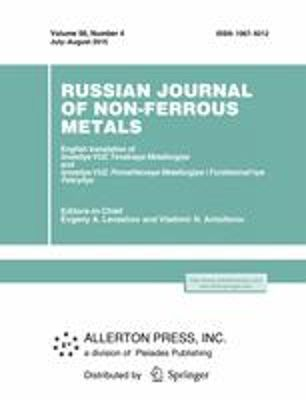 Volume 56, Number 4
July-August 2015
ISSN: 1067-8212
RUSSIAN JOURNAL
OF NON-FERROUS
METALS
English translation of
Izvestiya VUZ. Tsvetnaya Metallurgiya
and
Izvestiya VUZ. Poroshkovaya Metallurgiya i Funktsional'nye
Pokrytiya
Editors-in-Chief
Evgeny A. Levashov and Vladimir N. Antsiferov
ALLERTON PRESS, INC.
a division of Pleiades Publishing
Distributed by Springer